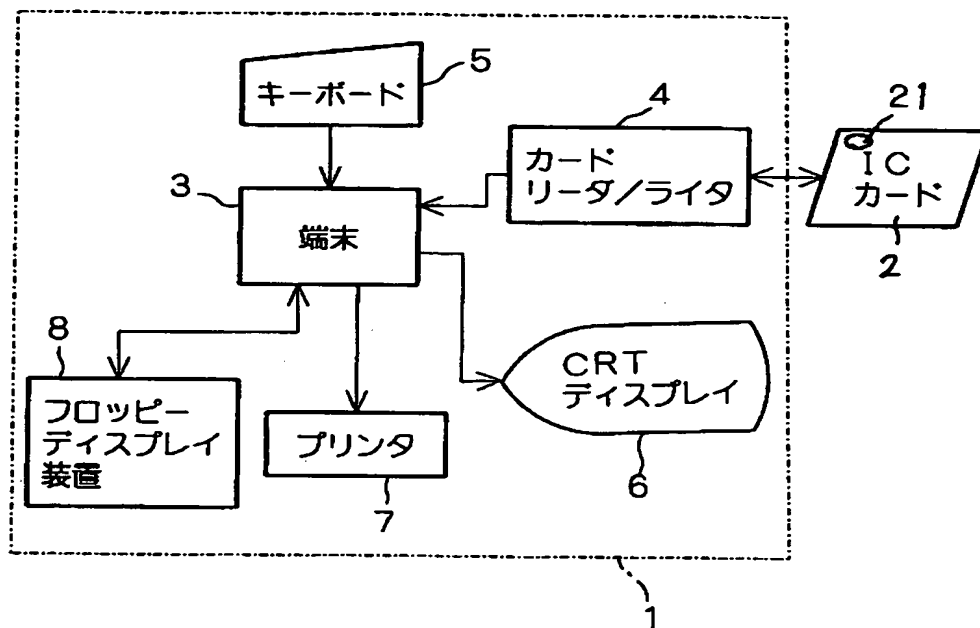 5
キーボード
4
カード
リーダ/ライタ
21
IC
カード
2
3
端末
8
フロッピー
ディスプレイ
装置
プリンタ
7
CRT
ディスプレイ
6
1